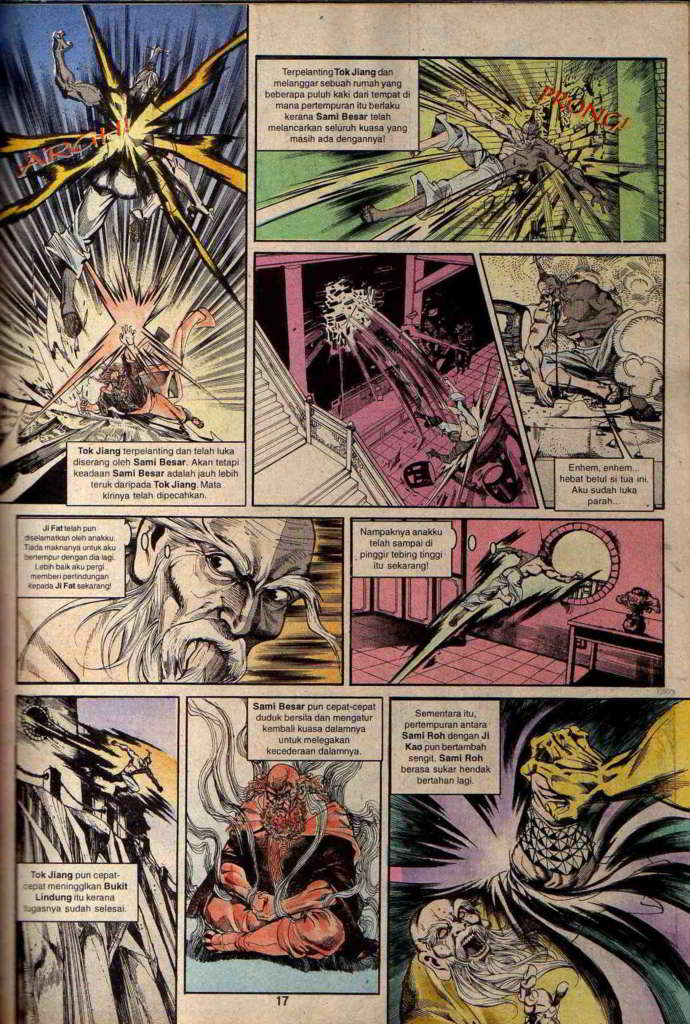 ARGH!
Tok Jiang terpelanting dan telah luka
diserang oleh Sami Besar. Akan tetapi
keadaan Sami Besar adalah jauh lebih
teruk daripada Tok Jiang. Mata
kirinya telah dipecahkan.
Terpelanting Tok Jiang dan
melanggar sebuah rumah yang
beberapa puluh kaki dari tempat di
mana pertempuran itu berlaku
kerana Sami Besar telah
melancarkan seluruh kuasa yang
masih ada dengannya!
PRONG!
Enhem, enhem...
hebat betul si tua ini.
Aku sudah luka
parah...
Ji Fat telah pun
diselamatkan oleh anakku.
Tiada maknanya untuk aku
bertempur dengan dia lagi.
Lebih baik aku pergi
memberi perlindungan
kepada Ji Fat sekarang!
Nampaknya anakku
telah sampai di
pinggir tebing tinggi
itu sekarang!
Tok Jiang pun cepat-
cepat meningglkan Bukit
Lindung itu kerana
tugasnya sudah selesai.
Sami Besar pun cepat-cepat
duduk bersila dan mengatur
kembali kuasa dalamnya
untuk melegakan
kecederaan dalamnya.
Sementara itu,
pertempuran antara
Sami Roh dengan Ji
Kao pun bertambah
sengit. Sami Roh
berasa sukar hendak
bertahan lagi.
17